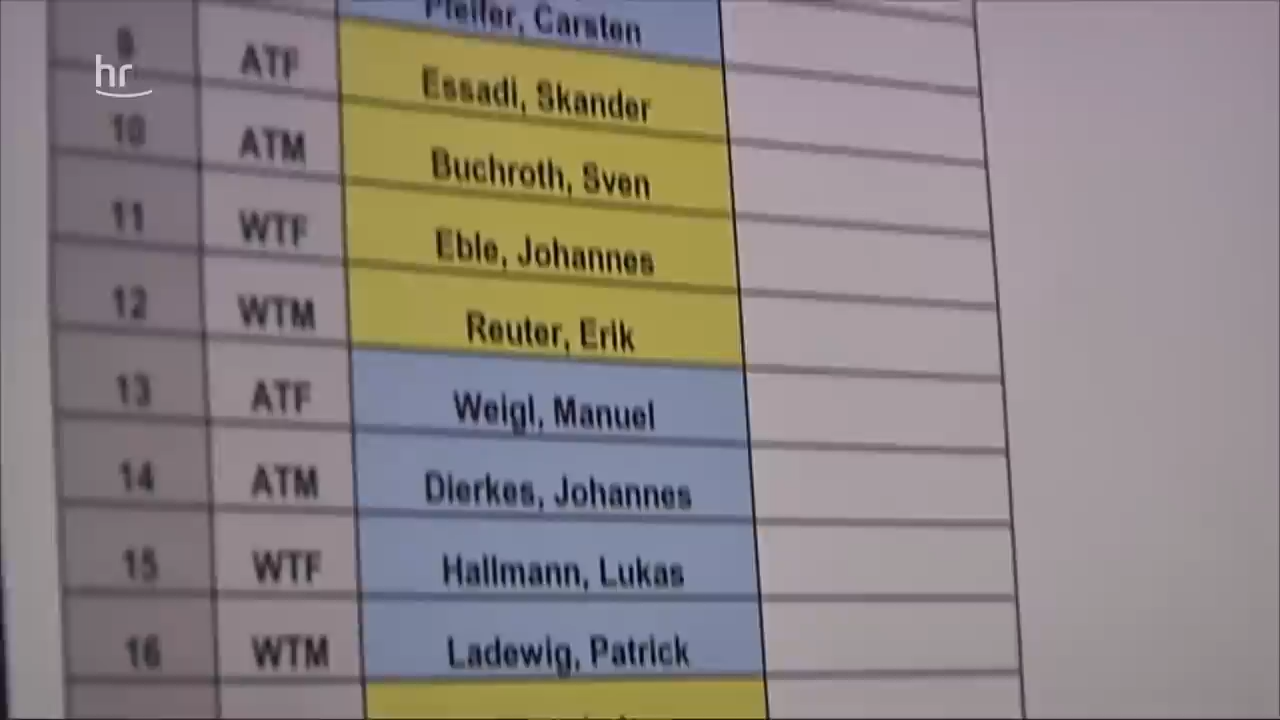 Pfeifer, Carsten
hr
9 ATF Essadi, Skander
10 ATM Buchroth, Sven
11 WTF Eble, Johannes
12 WTM Reuter, Erik
13 ATF Weigl, Manuel
14 ATM Dierkes, Johannes
15 WTF Hallmann, Lukas
16 WTM Ladewig, Patrick